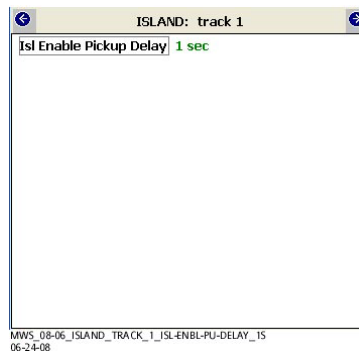 ISLAND: track 1
Isl Enable Pickup Delay 1 sec
MWS_08-06_ISLAND_TRACK_1_ISL-ENBL-PU-DELAY_1S
06-24-08